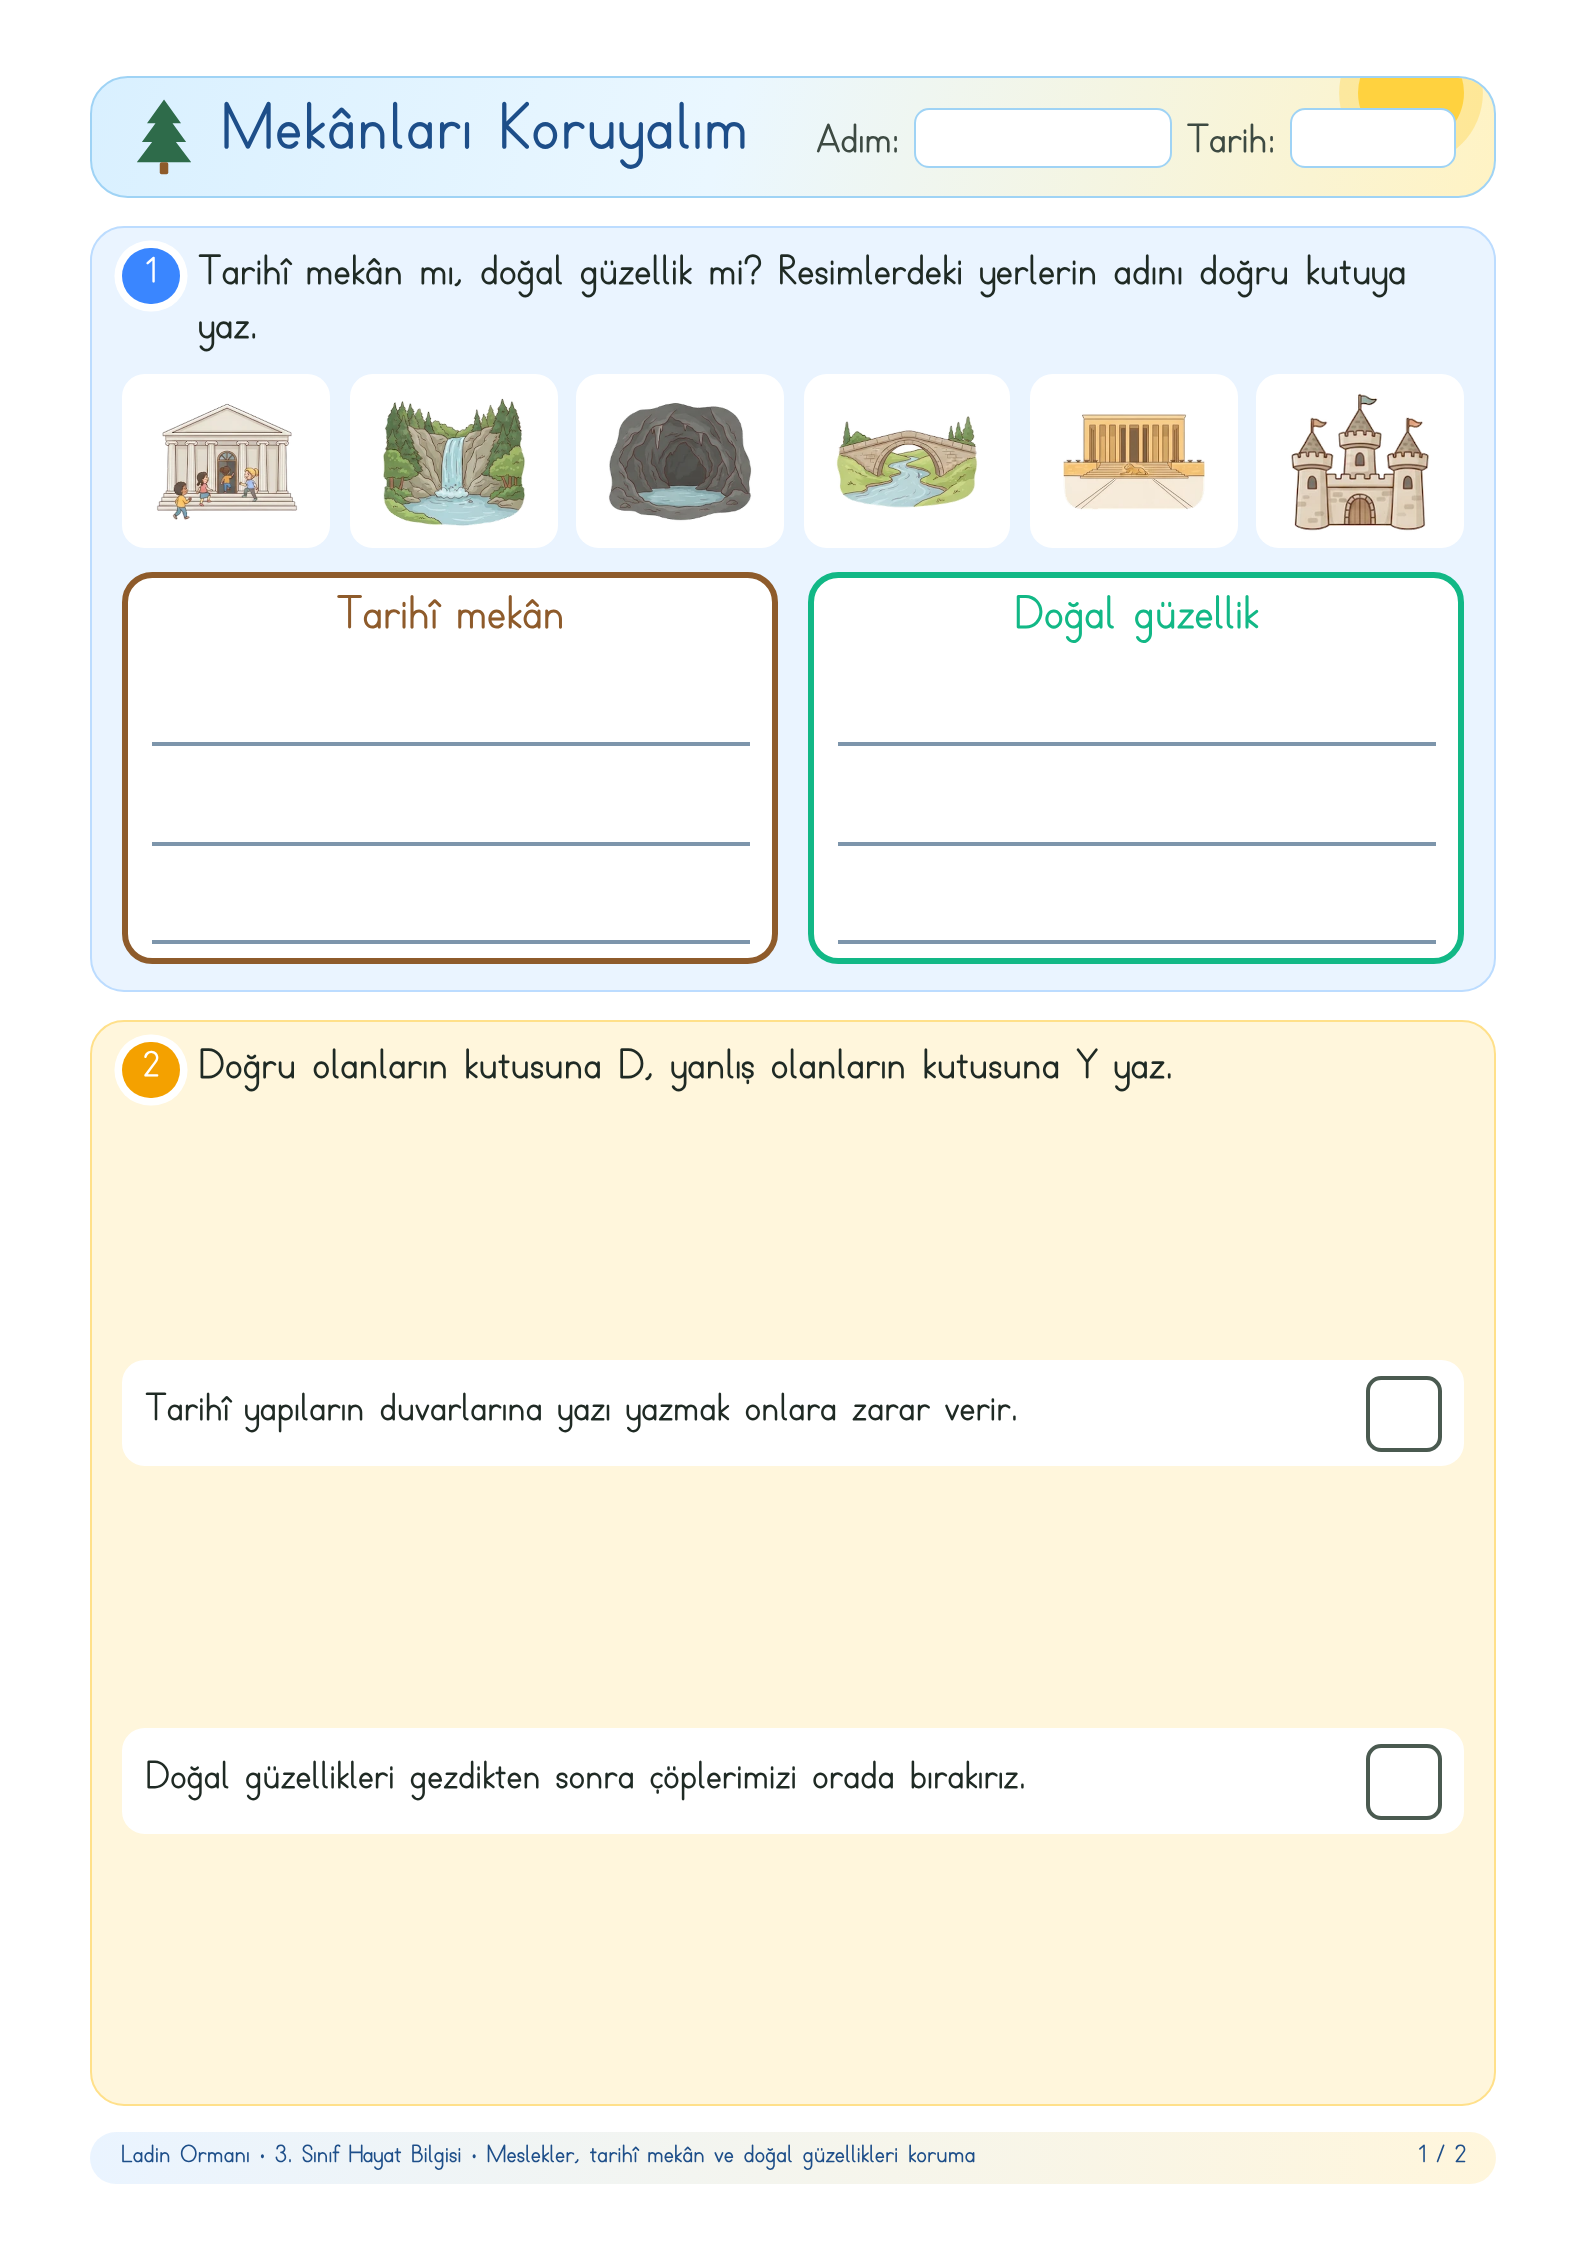 Mekânları Koruyalım
Adım:
Tarih:
1
Tarihî mekân mı, doğal güzellik mi? Resimlerdeki yerlerin adını doğru kutuya
yaz.
Tarihî mekân
Doğal güzellik
2
Doğru olanların kutusuna D, yanlış olanların kutusuna Y yaz.
Tarihî yapıların duvarlarına yazı yazmak onlara zarar verir.
Doğal güzellikleri gezdikten sonra çöplerimizi orada bırakırız.
Ladin Ormanı • 3. Sınıf Hayat Bilgisi • Meslekler, tarihî mekân ve doğal güzellikleri koruma
1 / 2